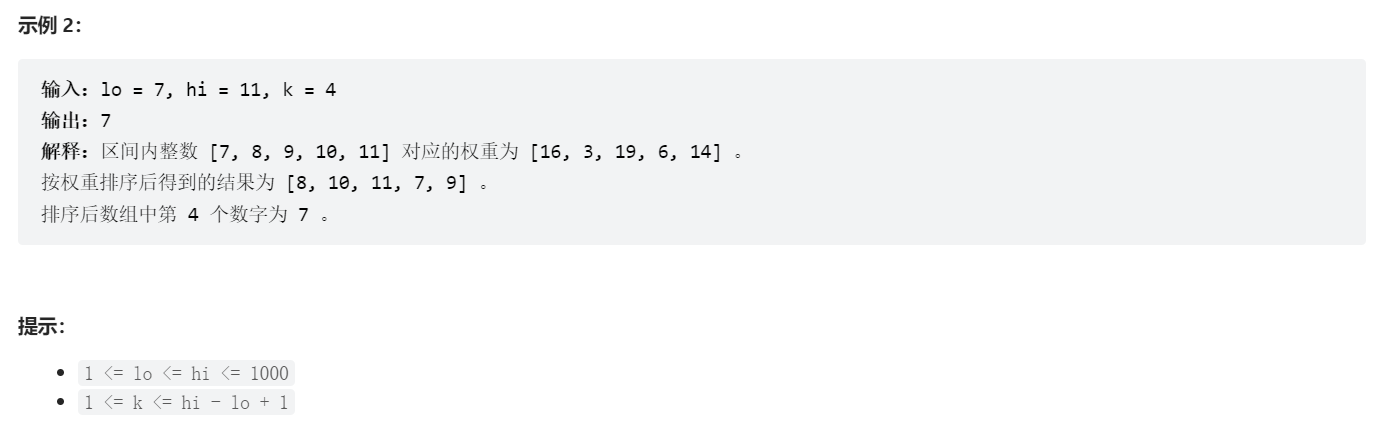 示例 2：
输入：lo = 7, hi = 11, k = 4
输出：7
解释：区间内整数 [7, 8, 9, 10, 11] 对应的权重为 [16, 3, 19, 6, 14] 。
按权重排序后得到的结果为 [8, 10, 11, 7, 9] 。
排序后数组中第 4 个数字为 7 。
提示：
1 <= lo <= hi <= 1000
1 <= k <= hi - lo + 1